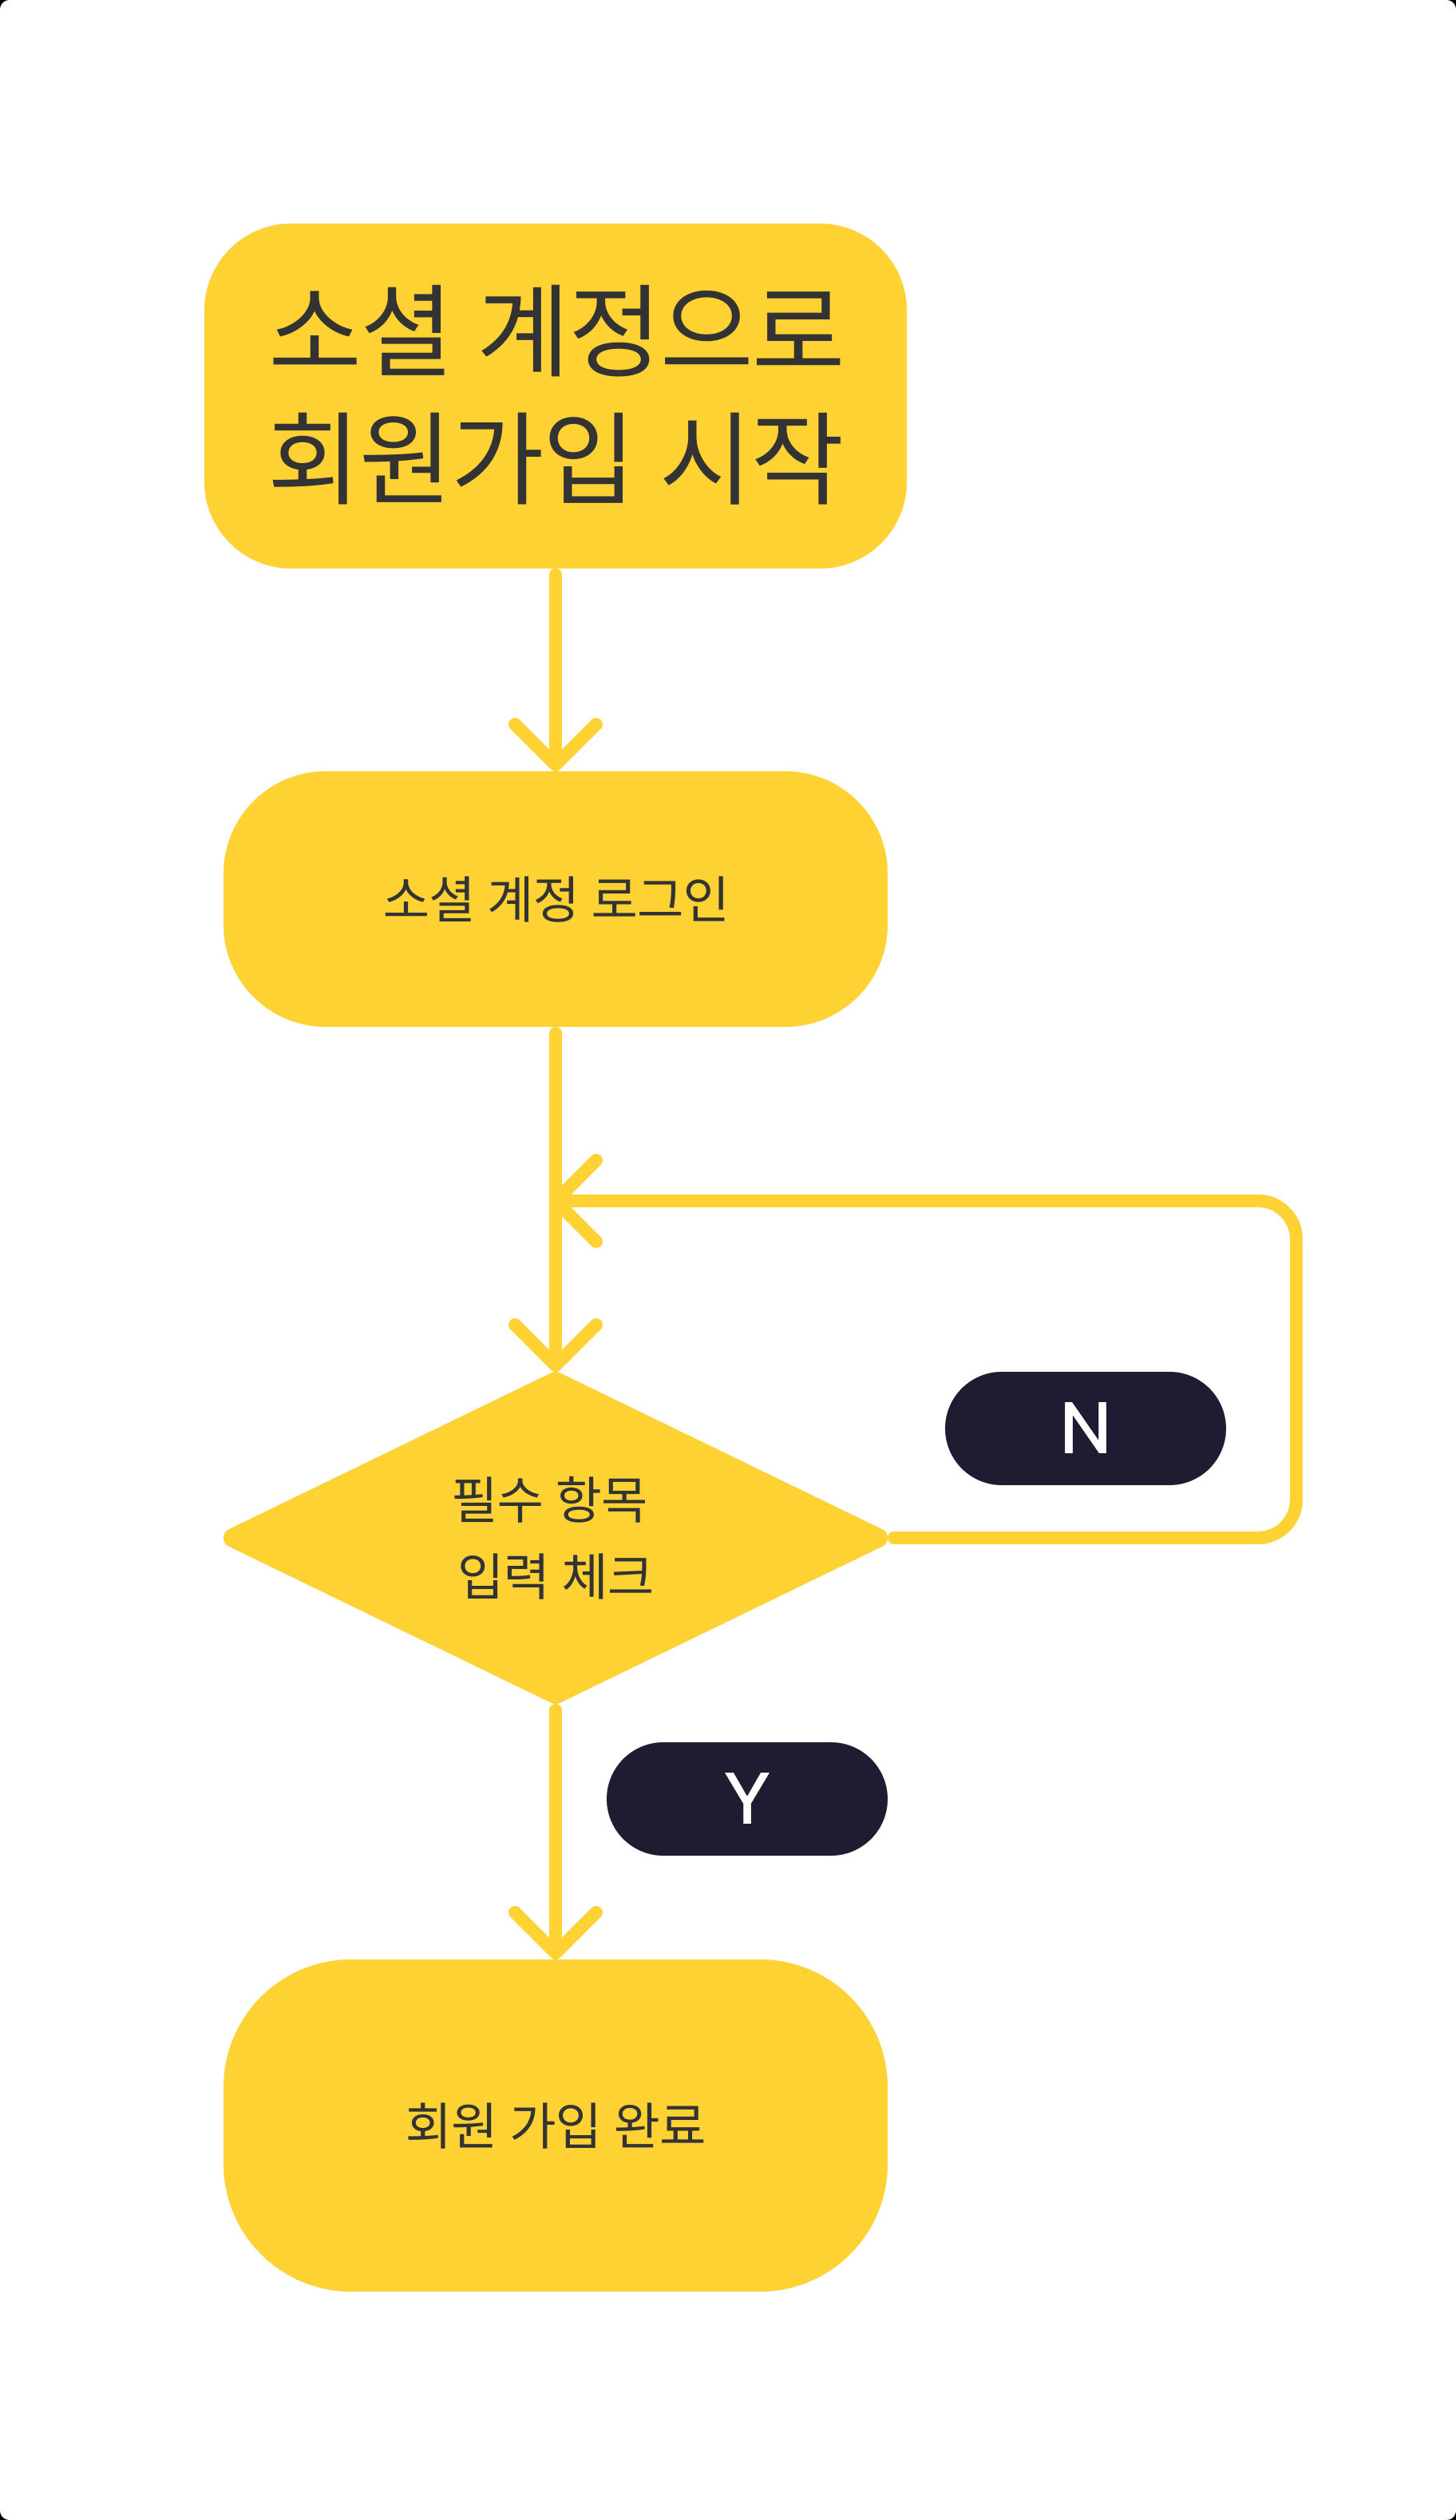 소셜 계정으로
회원가입 시작
소셜 계정 로그인
N
필수 항목
입력 체크
Y
회원 가입 완료